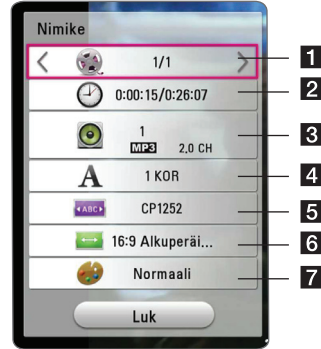 Nimike
1/1 1
0:00:15/0:26:07 2
1
MP3 2.0 CH 3
A 1 KOR 4
ABC CP1252 5
16:9 Alkuperäi... 6
Normaali 7
Luk